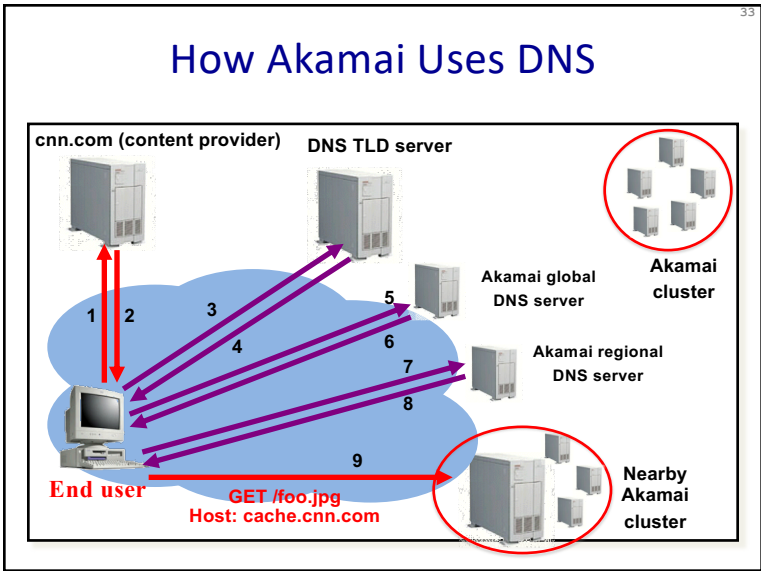 33
How Akamai Uses DNS
cnn.com (content provider)
DNS TLD server
Akamai
cluster
Akamai global
DNS server
1
2
3
4
5
6
Akamai regional
DNS server
7
8
9
End user
GET /foo.jpg
Host: cache.cnn.com
Nearby
Akamai
cluster